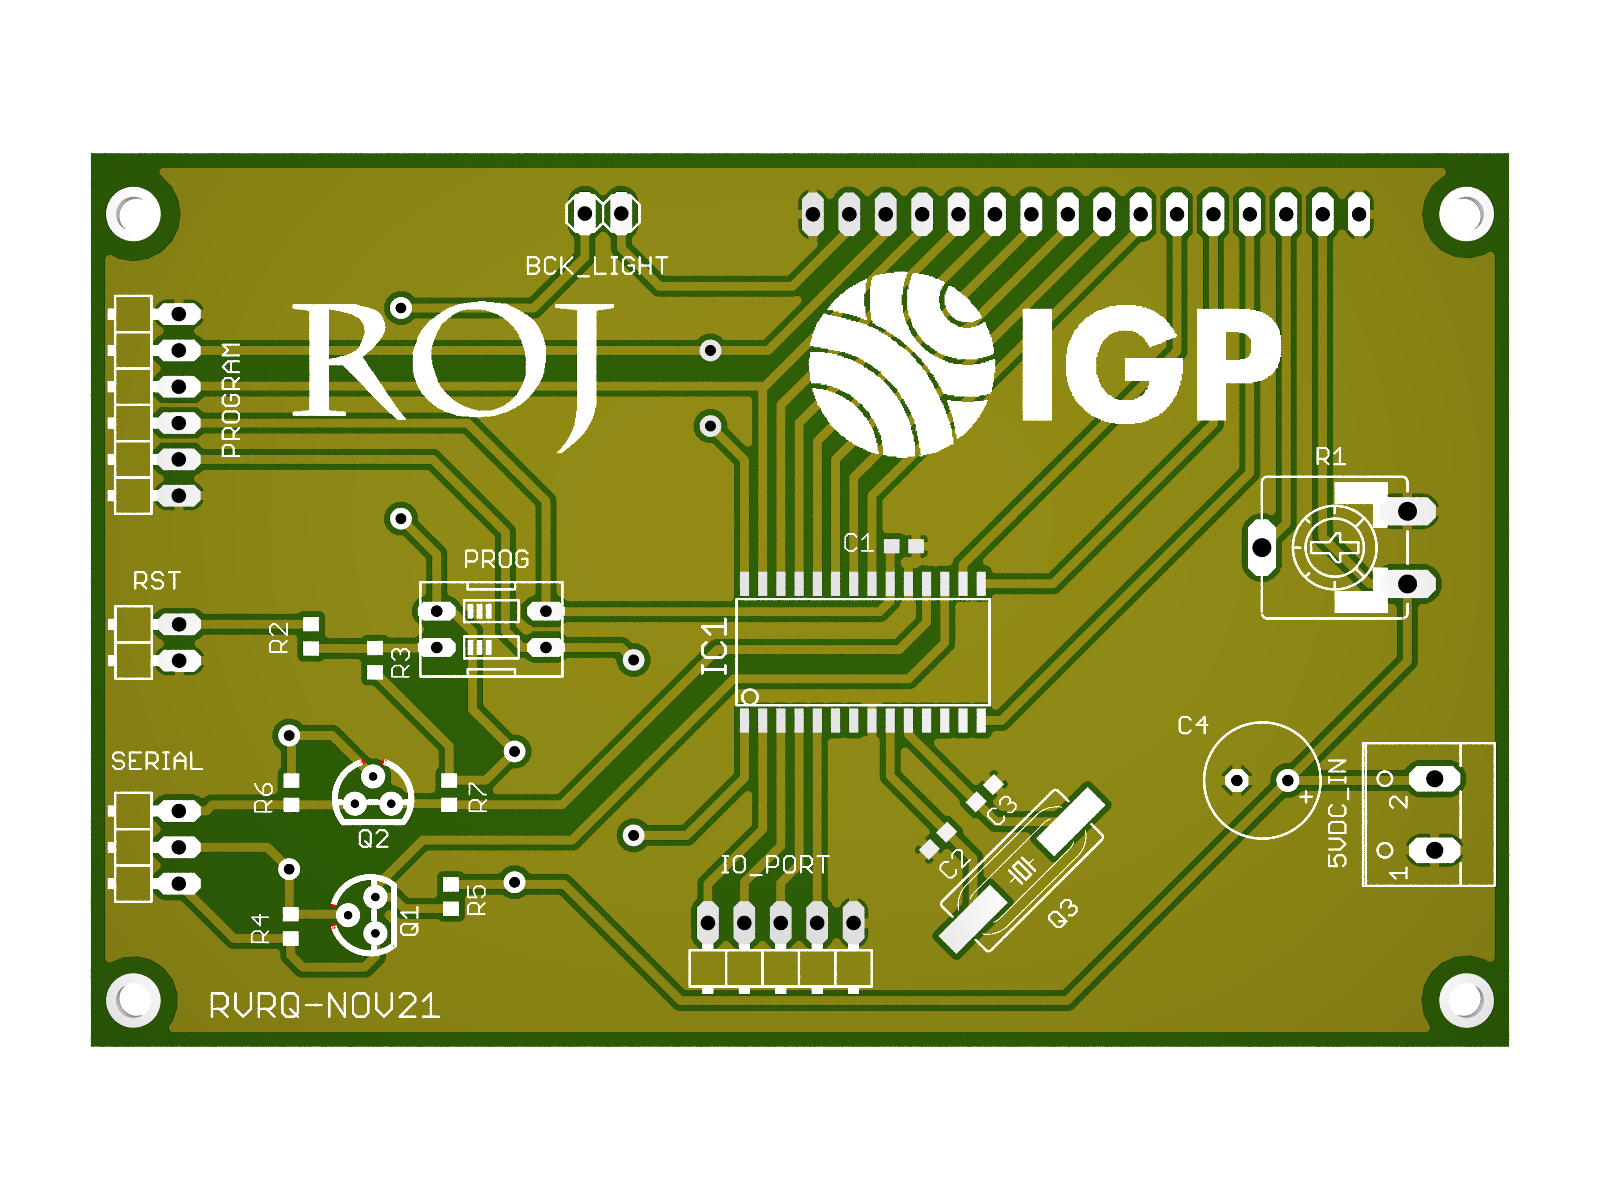 BCK_LIGHT
ROJ
IGP
PROGRAM
R1
C1
PROG
RST
R2
R3
IC1
C4
SERIAL
R6
Q2
R7
C3
5VDC_IN
2
+
1
C2
IO_PORT
Q3
R4
Q1
R5
RVRQ-NOV21